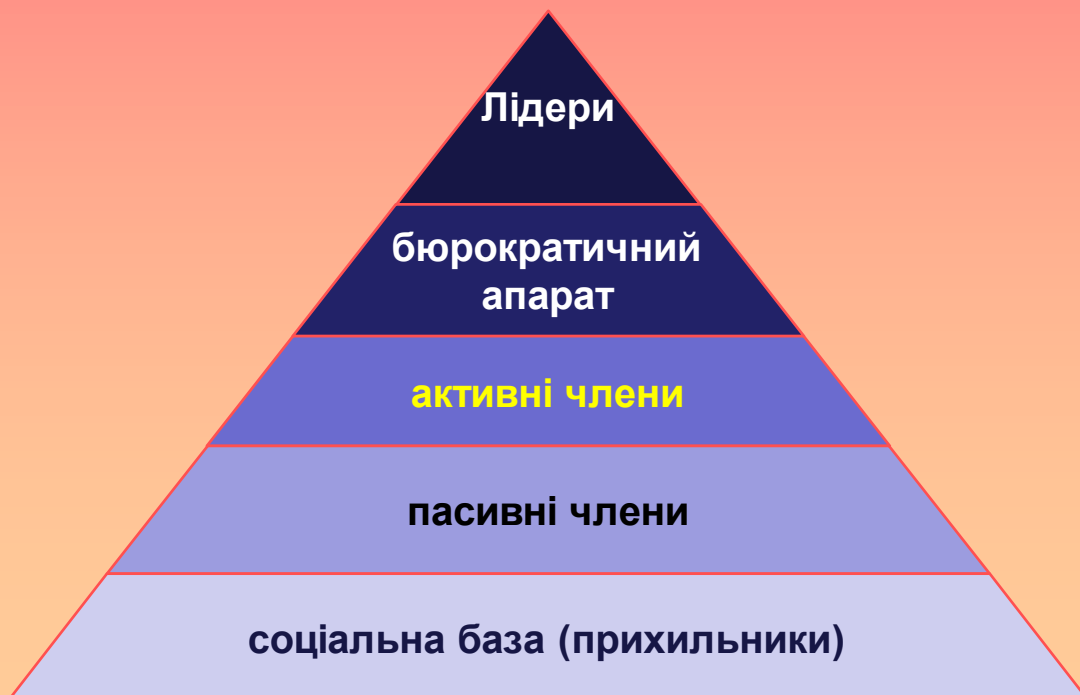 Лідери
бюрократичний
апарат
активні члени
пасивні члени
соціальна база (прихильники)